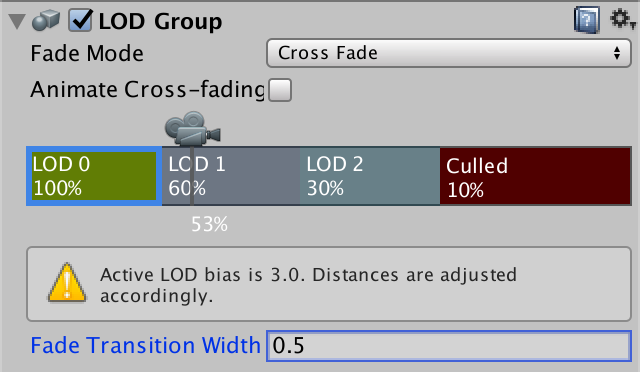 LOD Group
Fade Mode Cross Fade
Animate Cross-fading
LOD 0 LOD 1 LOD 2 Culled
100% 60% 30% 10%
53%
Active LOD bias is 3.0. Distances are adjusted
accordingly.
Fade Transition Width 0.5